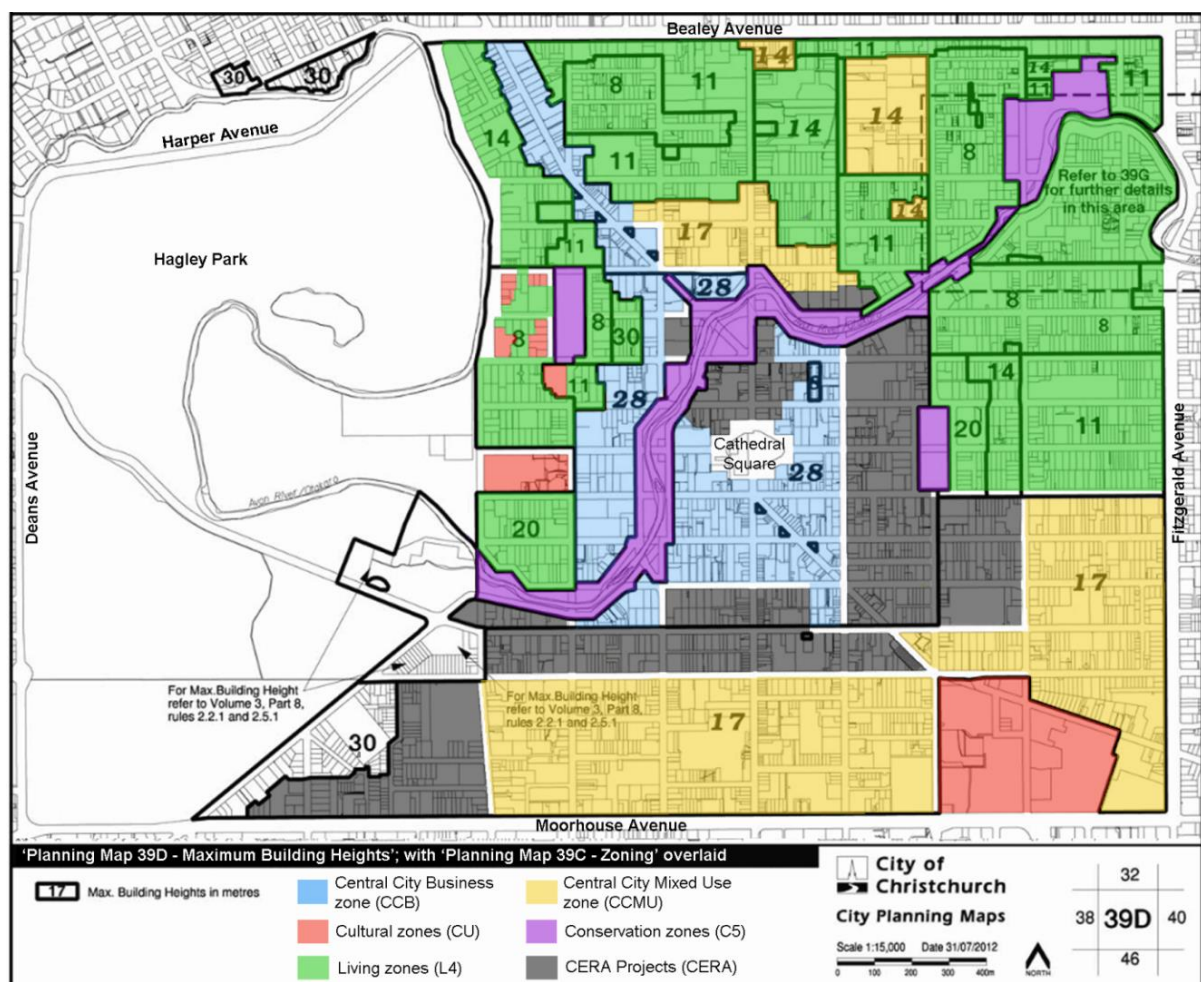 Bealey Avenue
14
11
30
30
14
8
11
14
11
Harper Avenue
14
14
11
8
11
Refer to 39G
for further details
in this area
14
17
11
11
Hagley Park
28
8
8
8
8
30
14
11
28
20
11
Cathedral
Square
28
Deans Avenue
Fitzgerald Avenue
Avon River /Otakaro
20
17
For Max.Building Height
refer to Volume 3, Part 8,
rules 2.2.1 and 2.5.1
For Max.Building Height
refer to Volume 3, Part 8,
rules 2.2.1 and 2.5.1
17
30
Moorhouse Avenue
'Planning Map 39D - Maximum Building Heights'; with 'Planning Map 39C - Zoning' overlaid
17 Max. Building Heights in metres
Central City Business
zone (CCB)
Central City Mixed Use
zone (CCMU)
Cultural zones (CU)
Conservation zones (C5)
Living zones (L4)
CERA Projects (CERA)
City of
Christchurch
City Planning Maps
Scale 1:15,000 Date 31/07/2012
0 100 200 300 400m
NORTH
32
38 39D 40
46